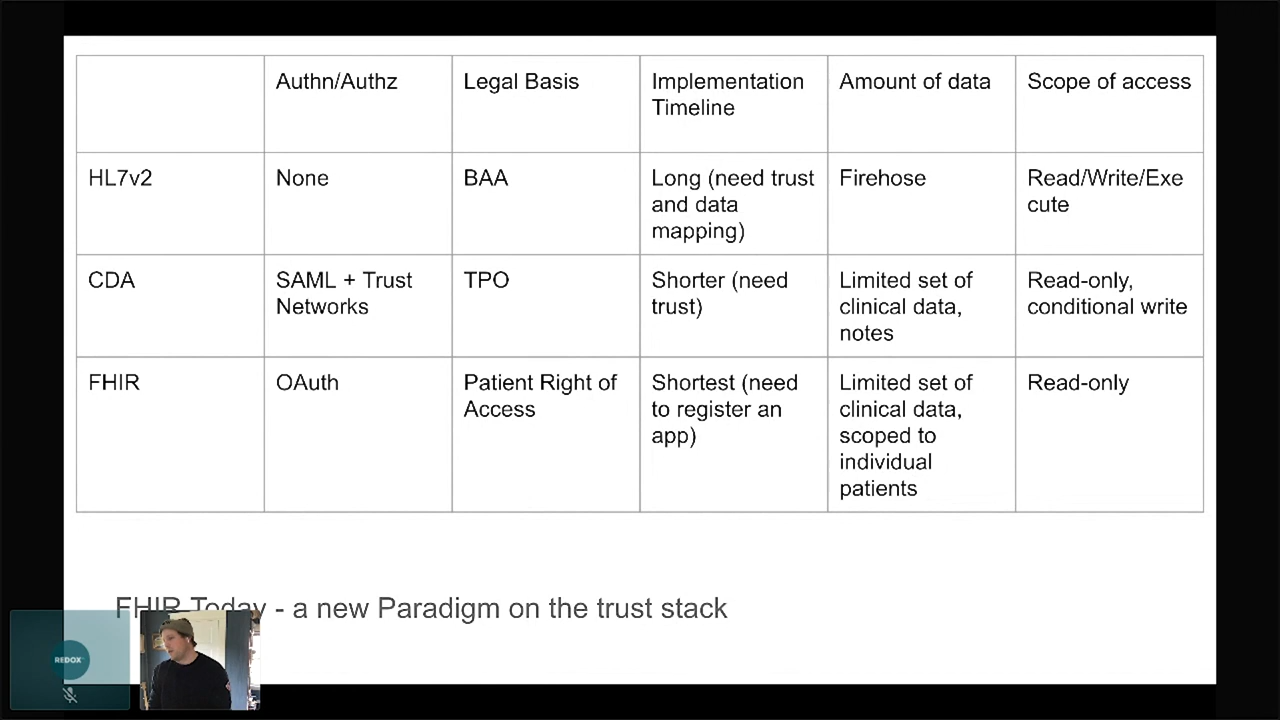 Authn/Authz
Legal Basis
Implementation
Timeline
Amount of data
Scope of access
HL7v2
None
BAA
Long (need trust
and data
mapping)
Firehose
Read/Write/Exe
cute
CDA
SAML + Trust
Networks
TPO
Shorter (need
trust)
Limited set of
clinical data,
notes
Read-only,
conditional write
FHIR
OAuth
Patient Right of
Access
Shortest (need
to register an
app)
Limited set of
clinical data,
scoped to
individual
patients
Read-only
FHIR Today - a new Paradigm on the trust stack
REDOX